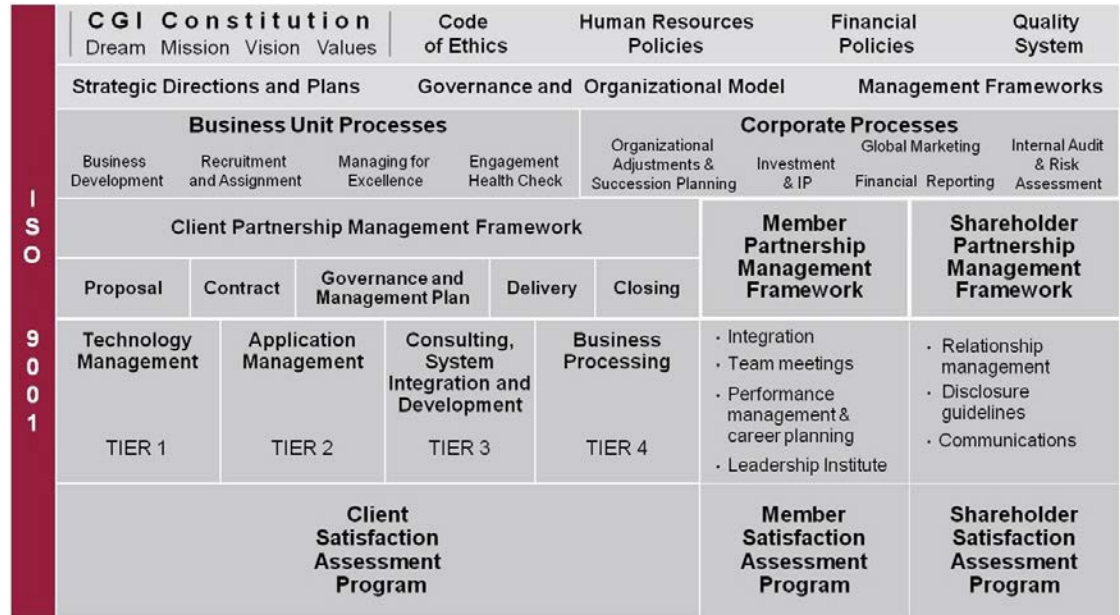 CGI Constitution
Dream Mission Vision Values
Code
of Ethics
Human Resources
Policies
Financial
Policies
Quality
System
Strategic Directions and Plans
Governance and Organizational Model
Management Frameworks
Business Unit Processes
Business
Development
Recruitment
and Assignment
Managing for
Excellence
Engagement
Health Check
Corporate Processes
Organizational
Adjustments &
Succession Planning
Investment
& IP
Global Marketing
Financial Reporting
Internal Audit
& Risk
Assessment
ISO 9001
Client Partnership Management Framework
Proposal
Contract
Governance and
Management Plan
Delivery
Closing
Member
Partnership
Management
Framework
Shareholder
Partnership
Management
Framework
Technology
Management
TIER 1
Application
Management
TIER 2
Consulting,
System
Integration and
Development
TIER 3
Business
Processing
TIER 4
· Integration
· Team meetings
· Performance
management &
career planning
· Leadership Institute
· Relationship
management
· Disclosure
guidelines
· Communications
Client
Satisfaction
Assessment
Program
Member
Satisfaction
Assessment
Program
Shareholder
Satisfaction
Assessment
Program